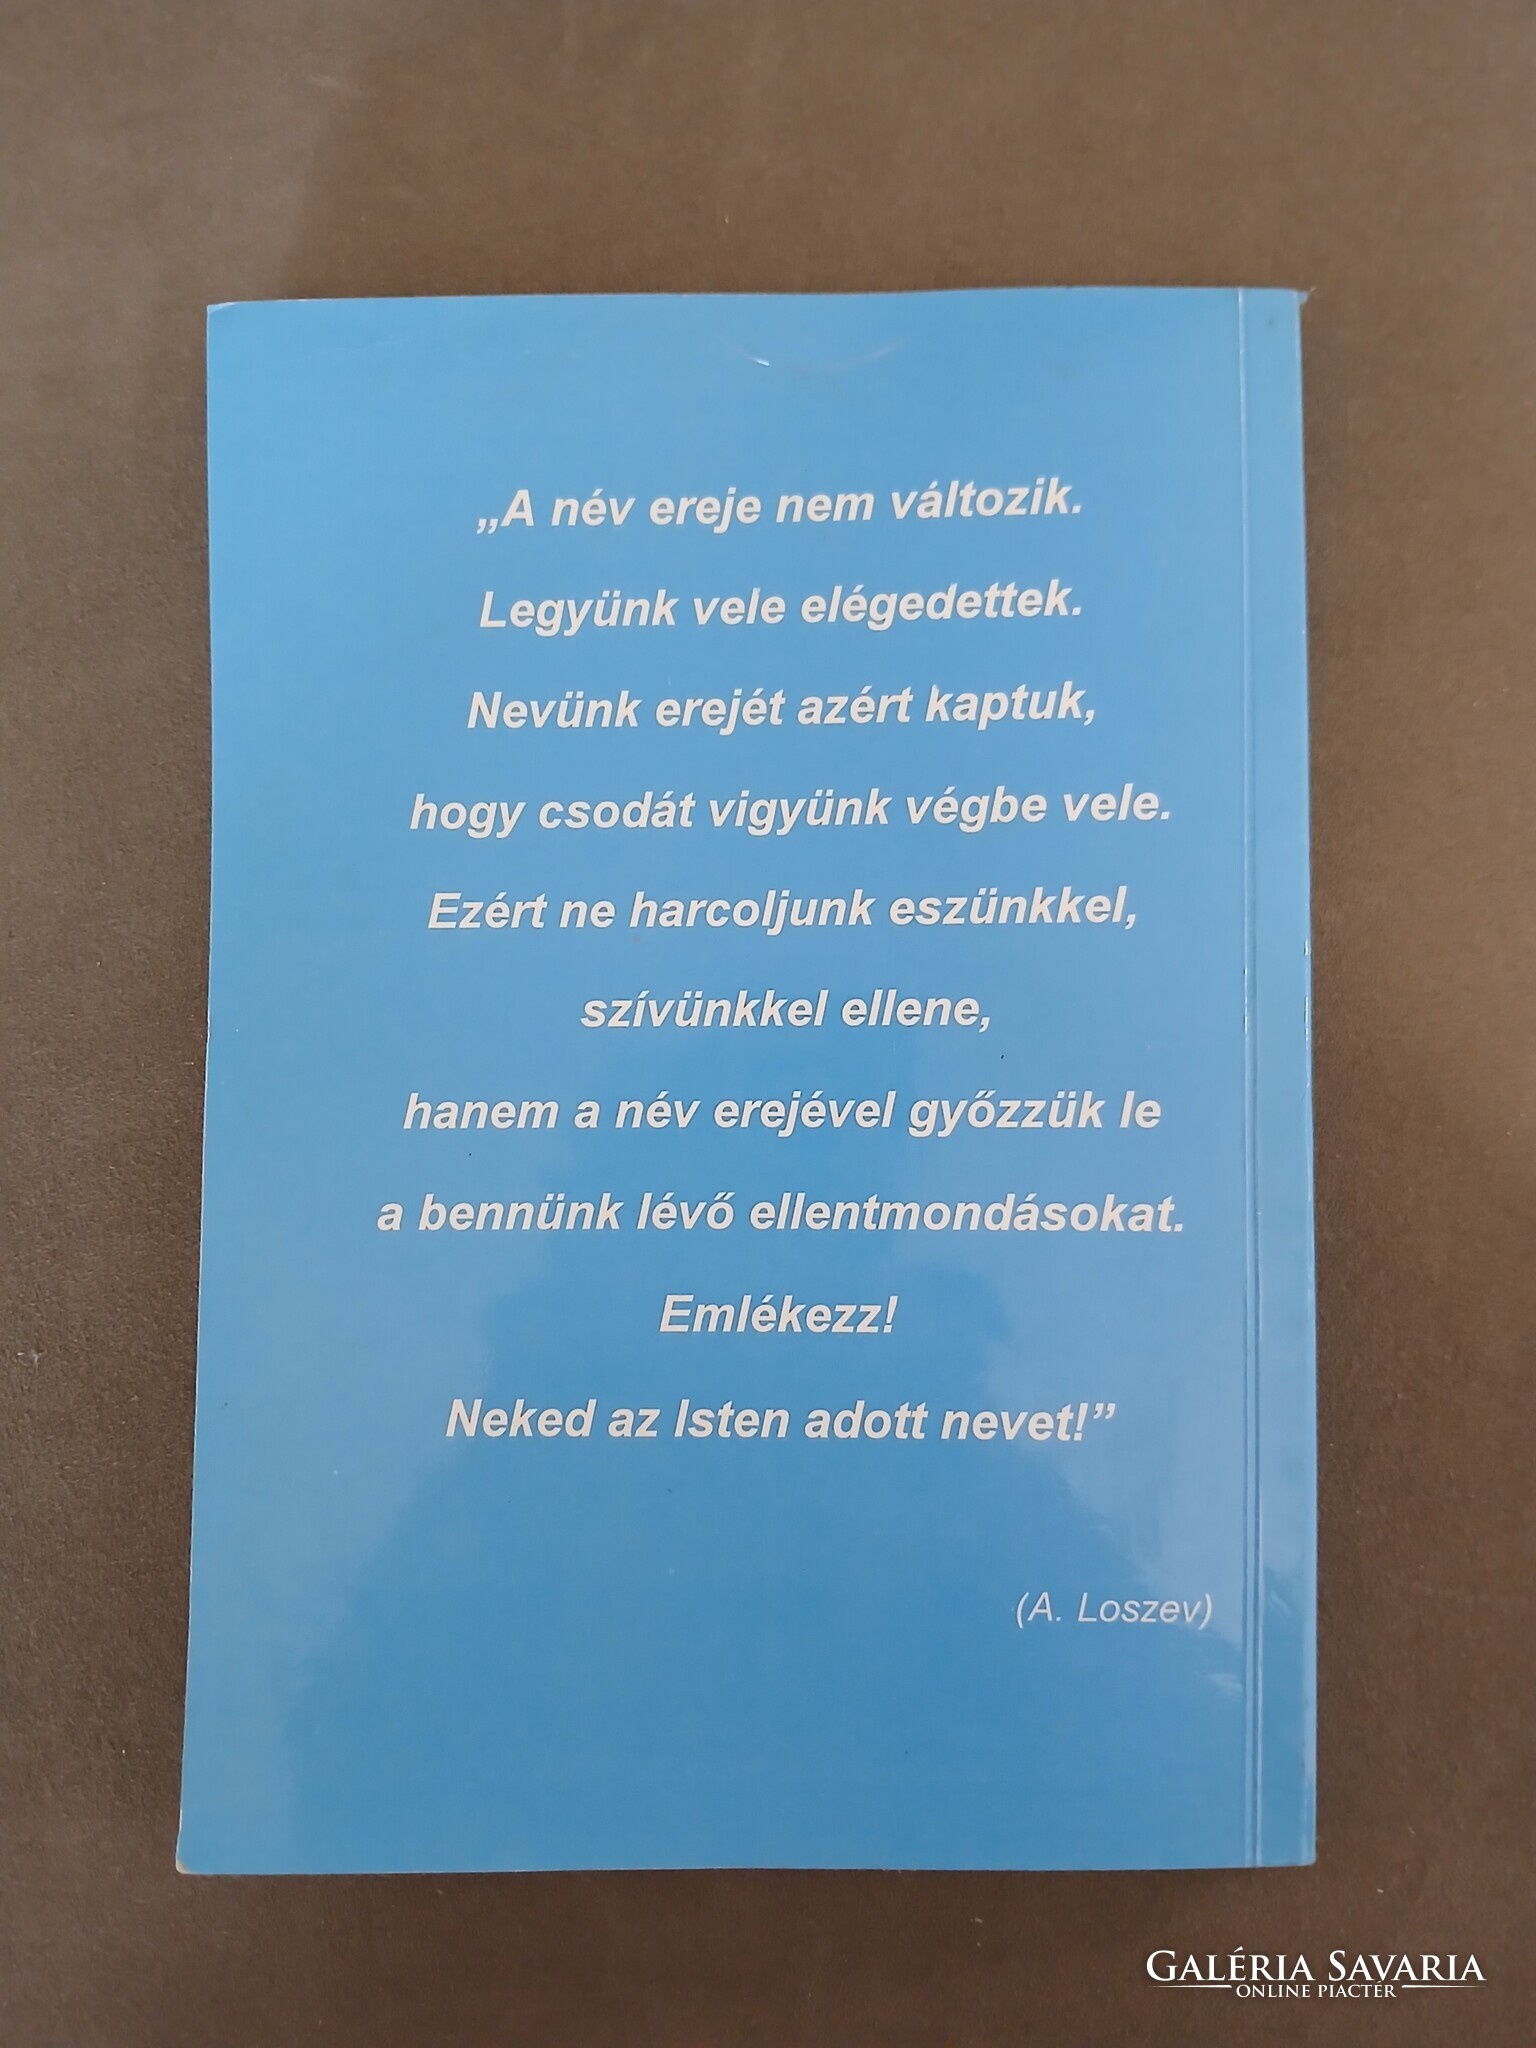 „A név ereje nem változik.
Legyünk vele elégedettek.
Nevünk erejét azért kaptuk,
hogy csodát vigyünk végbe vele.
Ezért ne harcoljunk eszünkkel,
szívünkkel ellene,
hanem a név erejével győzzük le
a bennünk lévő ellentmondásokat.
Emlékezz!
Neked az Isten adott nevet!”
(A. Loszev)
GALÉRIA SAVARIA
ONLINE PIACTÉR